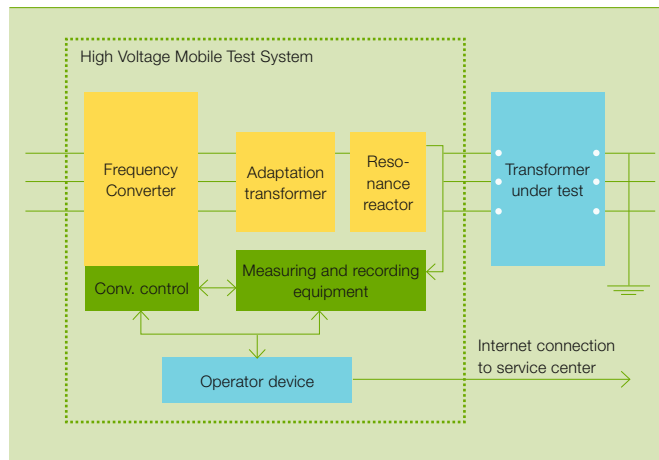 High Voltage Mobile Test System
Frequency
Converter
Adaptation
transformer
Reso-
nance
reactor
Transformer
under test
Conv. control
Measuring and recording
equipment
Operator device
Internet connection
to service center